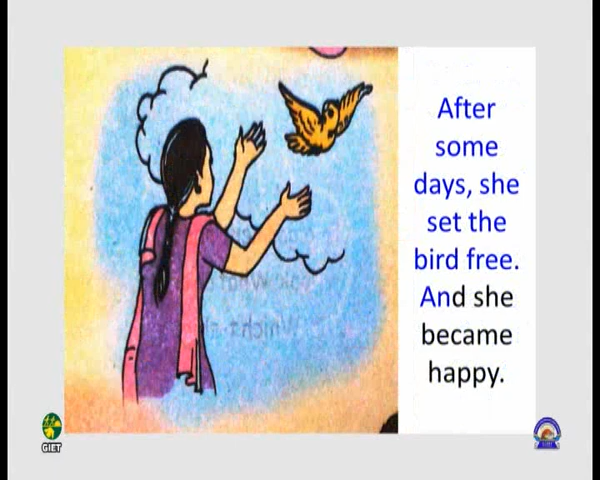 After
some
days, she
set the
bird free.
And she
became
happy.
GIET